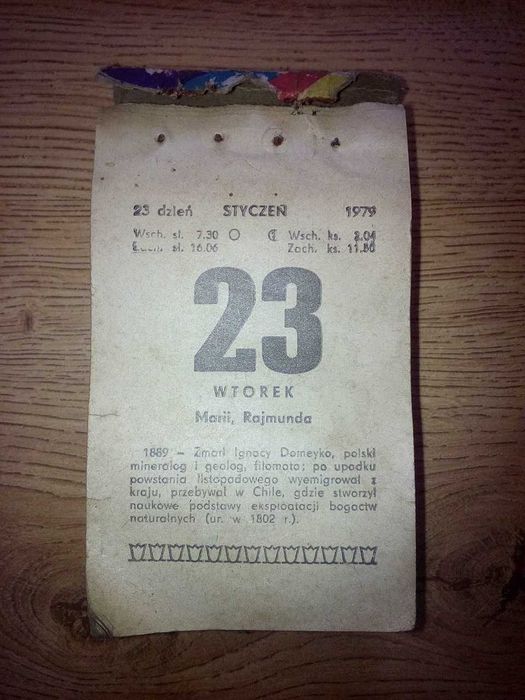 23 dzień STYCZEŃ 1979
Wsch. sł. 7.30 Wsch. ks. 3.04
Zach. sł. 16.06 Zach. ks. 11.50
23
WTOREK
Marii, Rajmunda
1889 – Zmarł Ignacy Domeyko, polski
mineralog i geolog, filomata; po upadku
powstania listopadowego wyemigrował z
kraju, przebywał w Chile, gdzie stworzył
naukowe podstawy eksploatacji bogactw
naturalnych (ur. w 1802 r.).